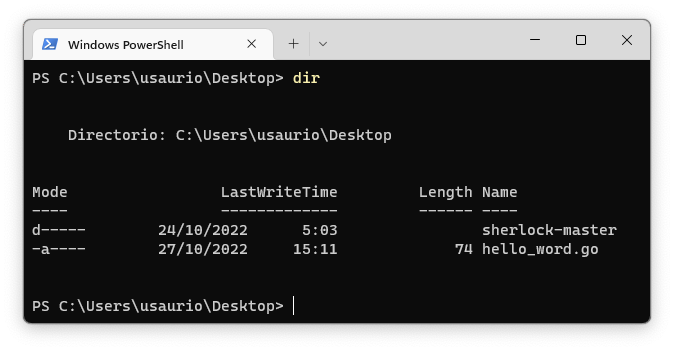 Windows PowerShell
PS C:\Users\usaurio\Desktop> dir
Directorio: C:\Users\usaurio\Desktop
Mode LastWriteTime Length Name
---- ------------- ------ ----
d----- 24/10/2022 5:03 sherlock-master
-a---- 27/10/2022 15:11 74 hello_word.go
PS C:\Users\usaurio\Desktop>